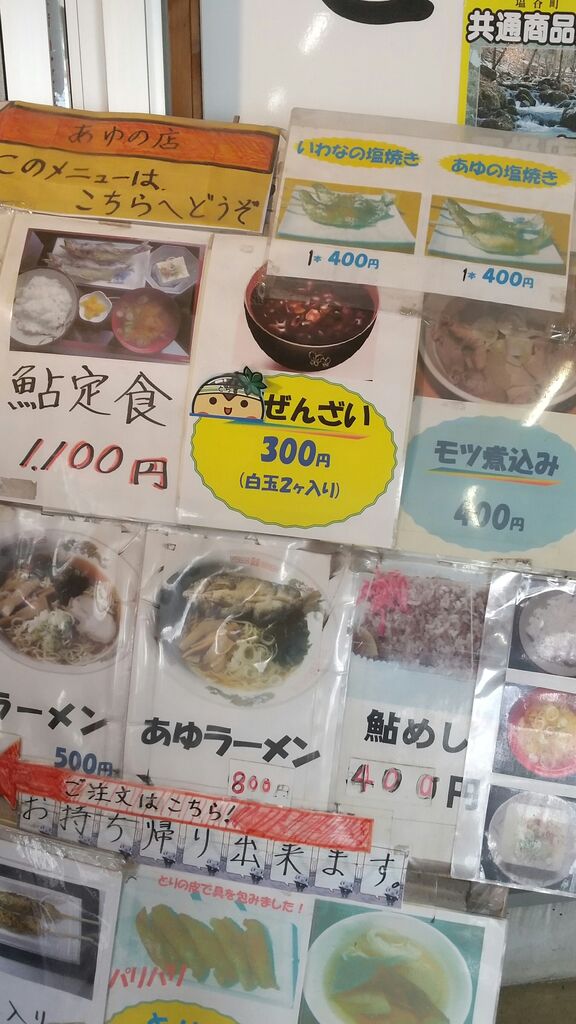 塩谷町
共通商品
あゆの店
このメニューは
こちらへどうぞ
いわなの塩焼き
1本 400円
あゆの塩焼き
1本 400円
鮎定食
1,100円
ぜんざい
300円
(白玉2ヶ入り)
モツ煮込み
400円
ラーメン
500円
あゆラーメン
800円
鮎めし
400円
ご注文はこちら!
お持ち帰り出来ます。
とりの皮で具を包みました!
パリパリ
入り